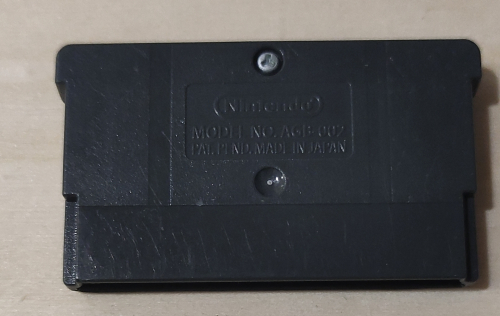 Nintendo
MODEL NO. AGB-002
PAT. PEND. MADE IN JAPAN